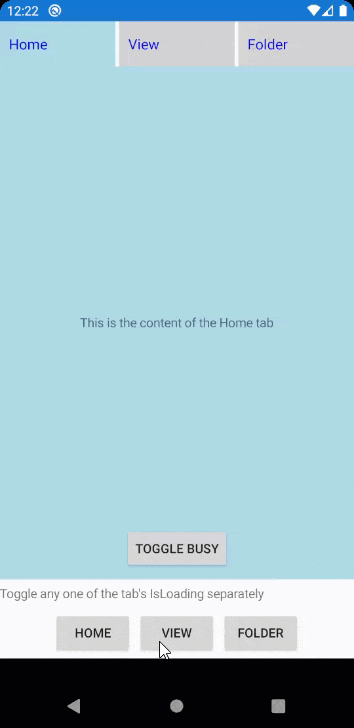 12:22
Home View Folder
This is the content of the Home tab
TOGGLE BUSY
Toggle any one of the tab's IsLoading separately
HOME VIEW FOLDER